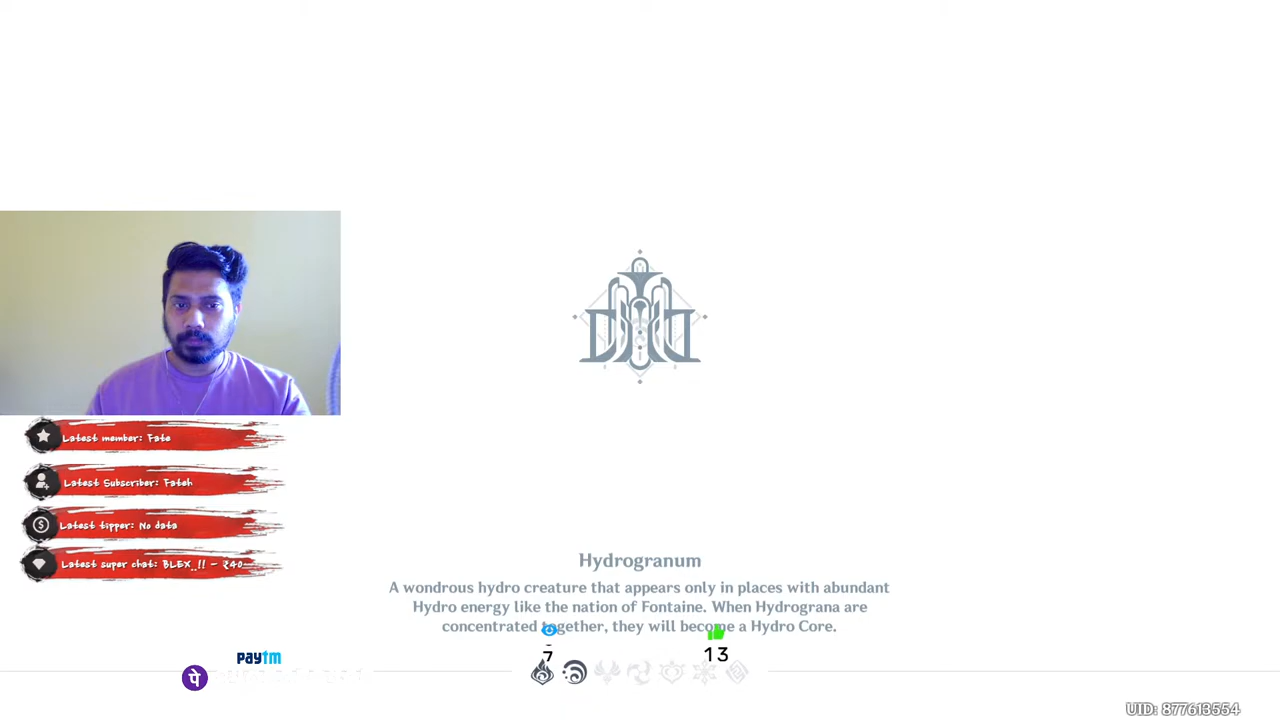 Latest member: Fate
Latest Subscriber: Fateh
Latest tipper: No data
Latest super chat: BLEX_!! - ₹40
Hydrogranum
A wondrous hydro creature that appears only in places with abundant
Hydro energy like the nation of Fontaine. When Hydrograna are
concentrated together, they will become a Hydro Core.
7
13
paytm
पे
UID: 877613554